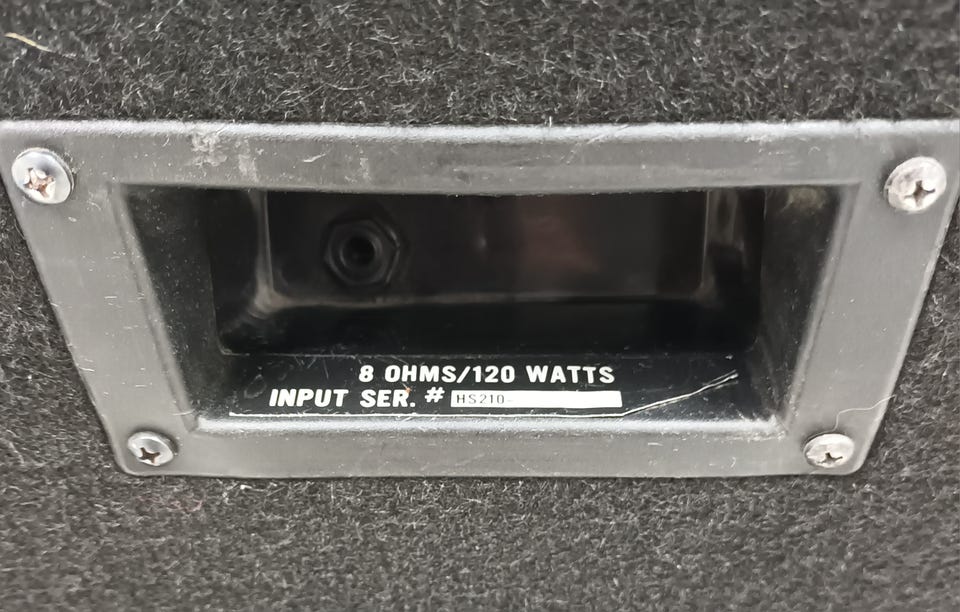 8 OHMS/120 WATTS
INPUT SER. # HS210-